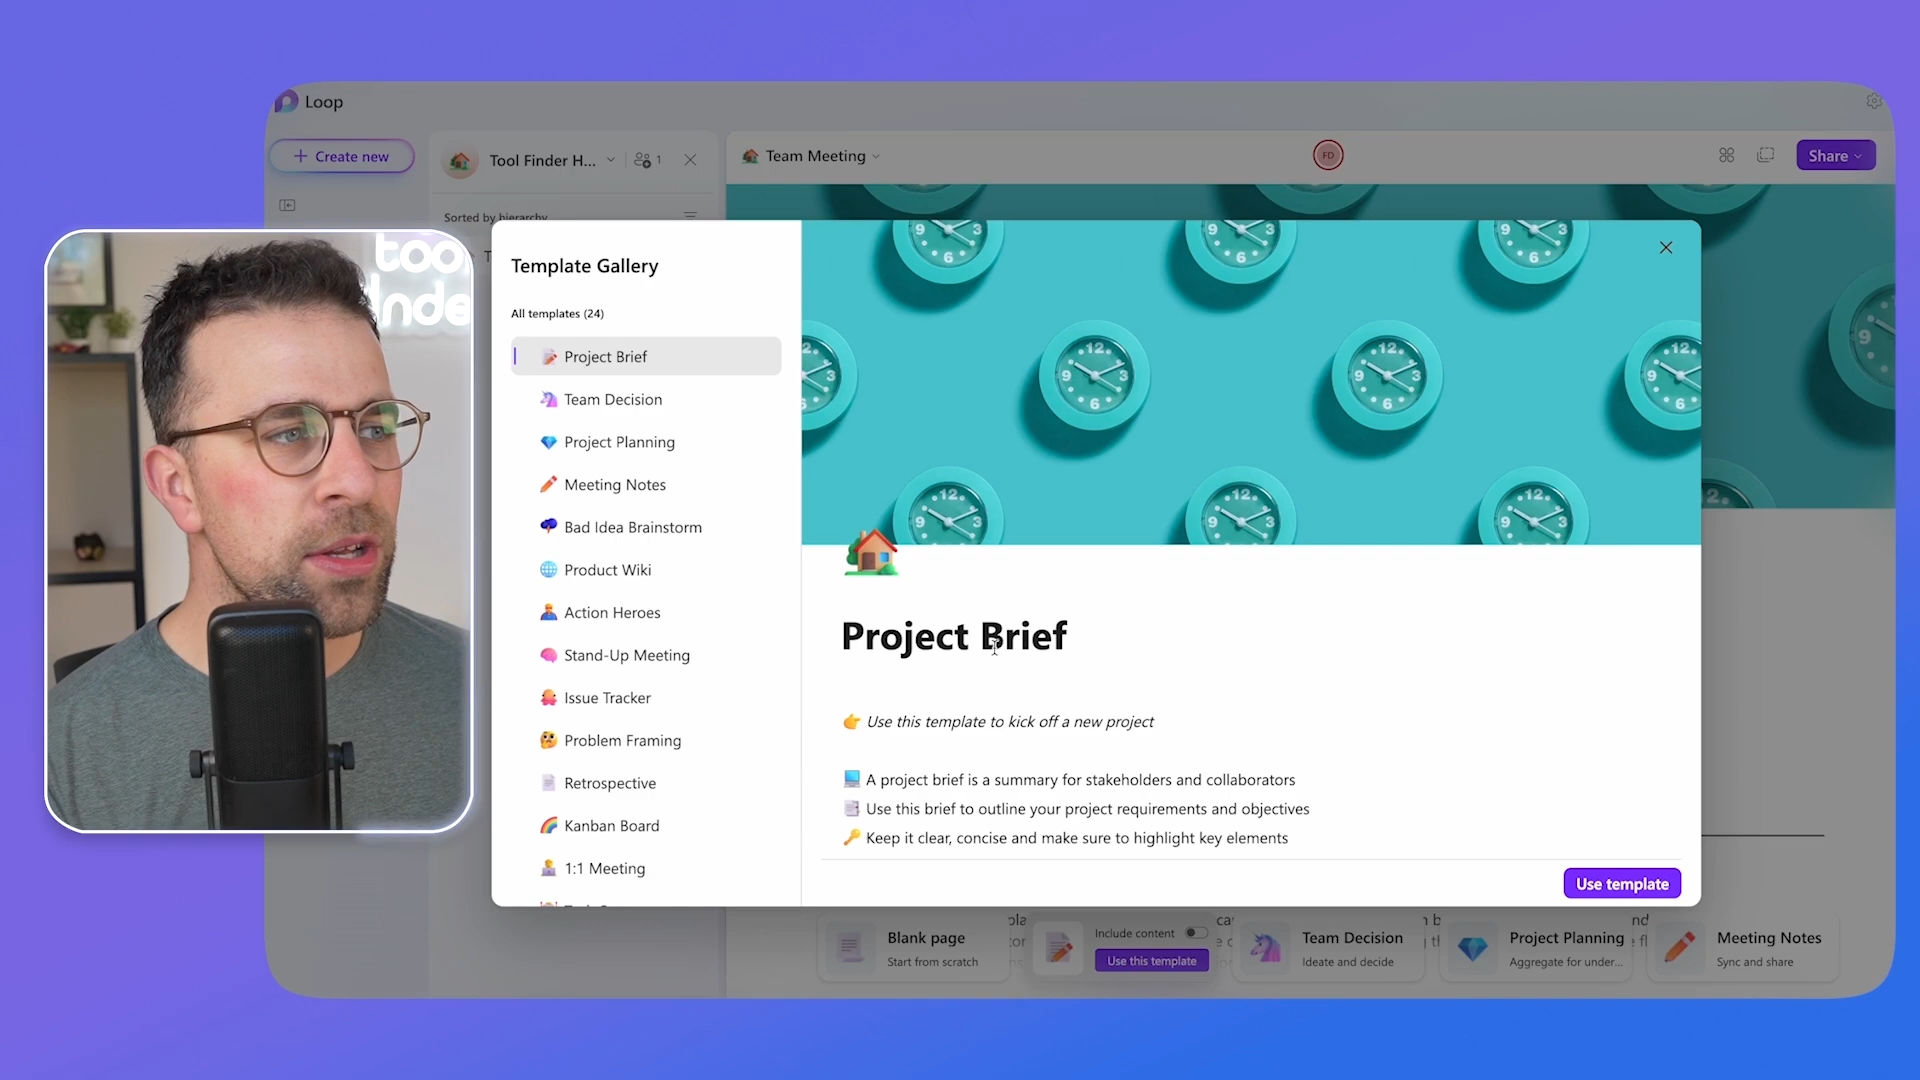 Loop
Create new
Tool Finder H...
1
Team Meeting
FD
Share
Sorted by hierarchy
Template Gallery
All templates (24)
Project Brief
Team Decision
Project Planning
Meeting Notes
Bad Idea Brainstorm
Product Wiki
Action Heroes
Stand-Up Meeting
Issue Tracker
Problem Framing
Retrospective
Kanban Board
1:1 Meeting
Project Brief
Use this template to kick off a new project
A project brief is a summary for stakeholders and collaborators
Use this brief to outline your project requirements and objectives
Keep it clear, concise and make sure to highlight key elements
Use template
Blank page
Start from scratch
Include content
Use this template
Team Decision
Ideate and decide
Project Planning
Aggregate for under...
Meeting Notes
Sync and share